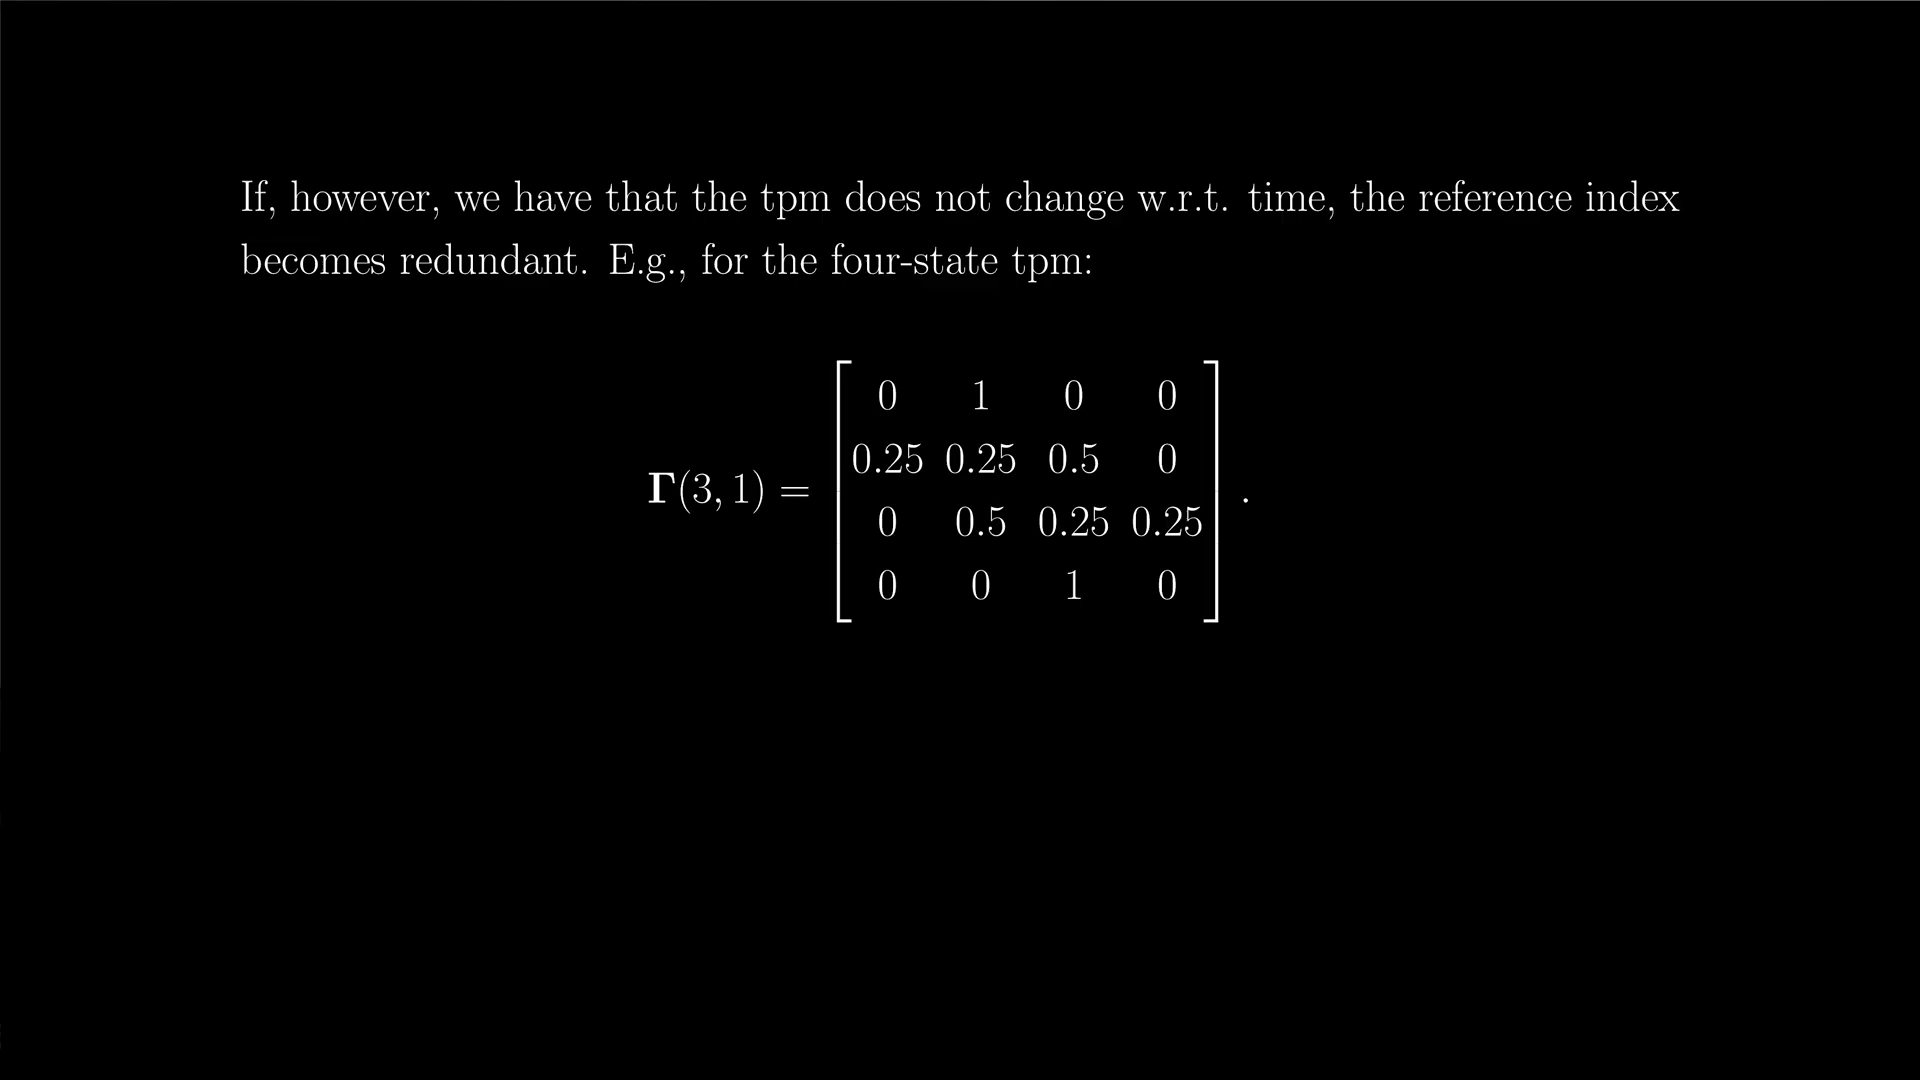 If, however, we have that the tpm does not change w.r.t. time, the reference index
becomes redundant. E.g., for the four-state tpm:
0 1 0 0
0.25 0.25 0.5 0
Γ(3, 1) = .
0 0.5 0.25 0.25
0 0 1 0